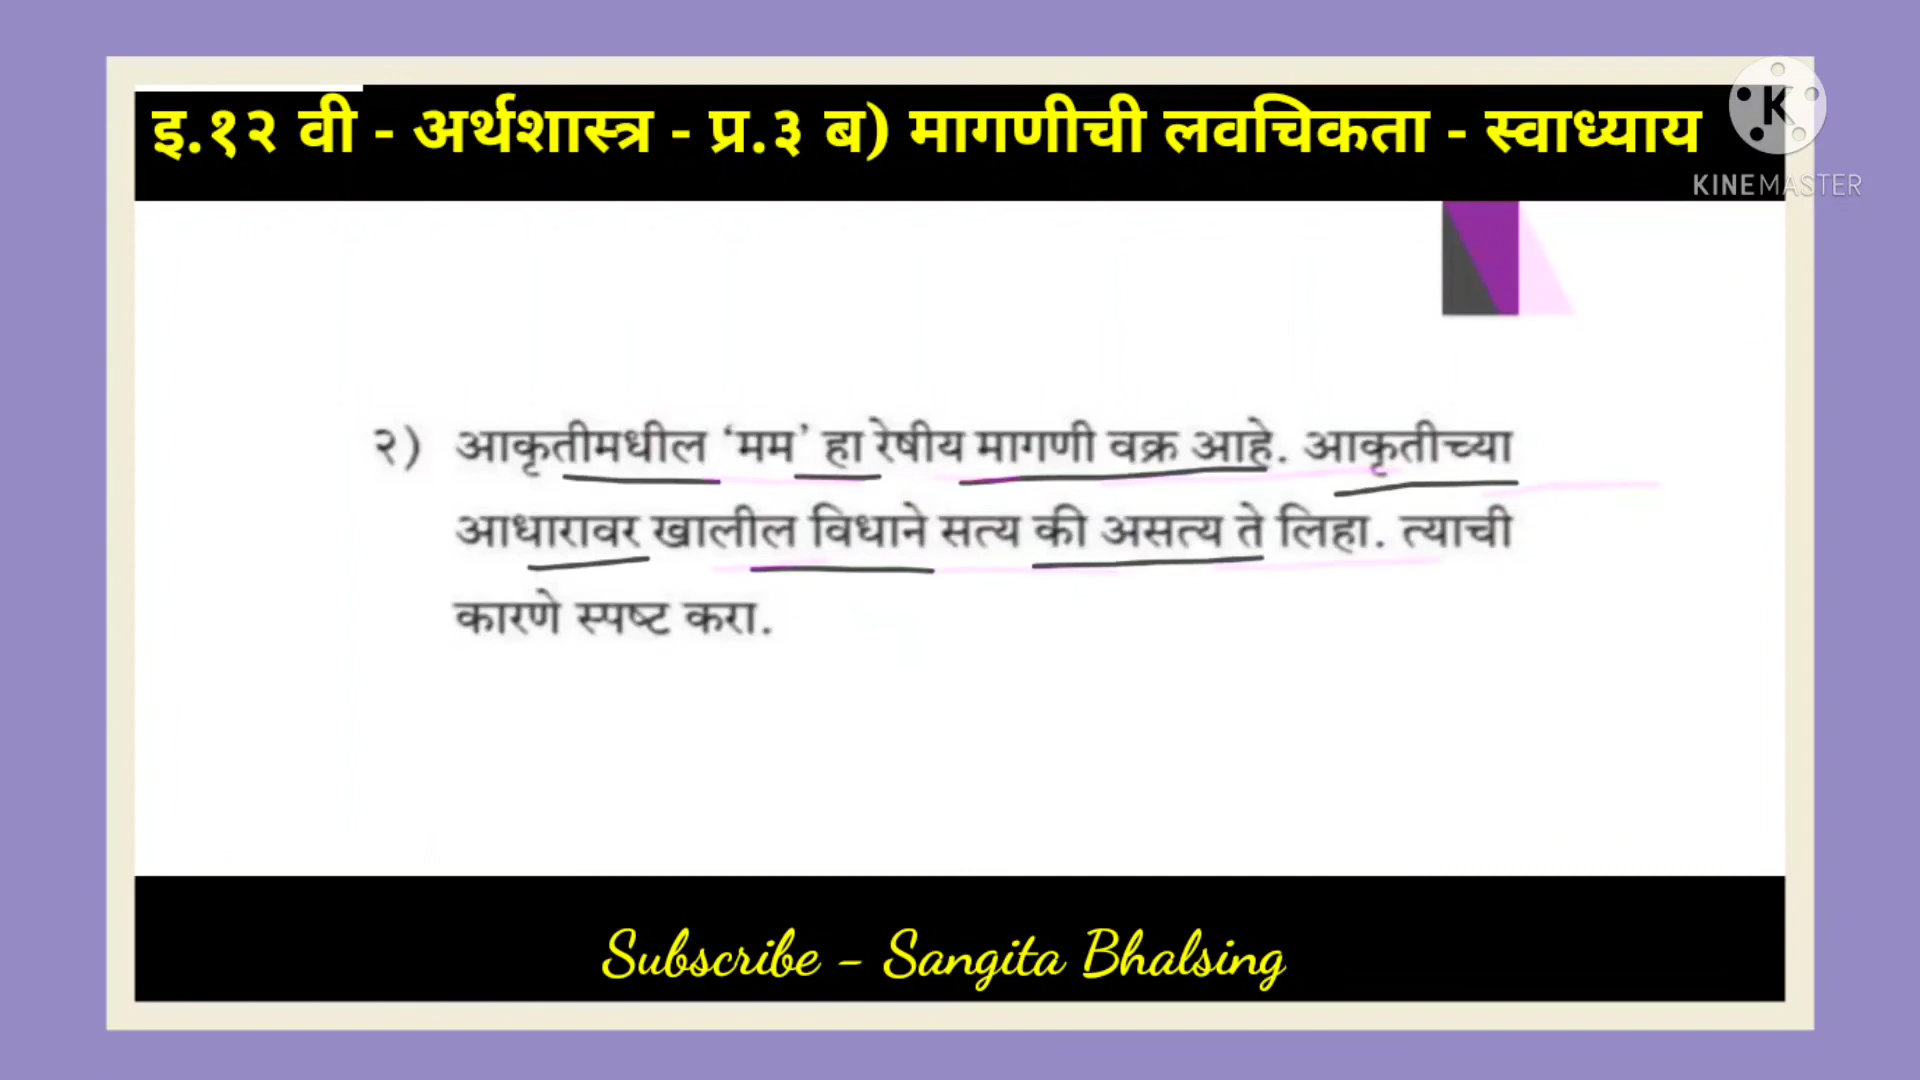 इ.१२ वी - अर्थशास्त्र - प्र.३ ब) मागणीची लवचिकता - स्वाध्याय
K
KINEMASTER
२) आकृतीमधील ‘मम’ हा रेषीय मागणी वक्र आहे. आकृतीच्या
आधारावर खालील विधाने सत्य की असत्य ते लिहा. त्याची
कारणे स्पष्ट करा.
Subscribe - Sangita Bhalsing